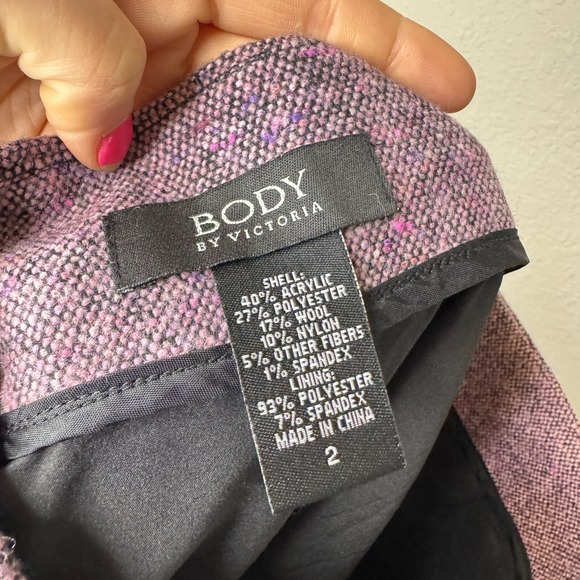 BODY
BY VICTORIA
SHELL:
40% ACRYLIC
27% POLYESTER
17% WOOL
10% NYLON
5% OTHER FIBERS
1% SPANDEX
LINING:
93% POLYESTER
7% SPANDEX
MADE IN CHINA
2